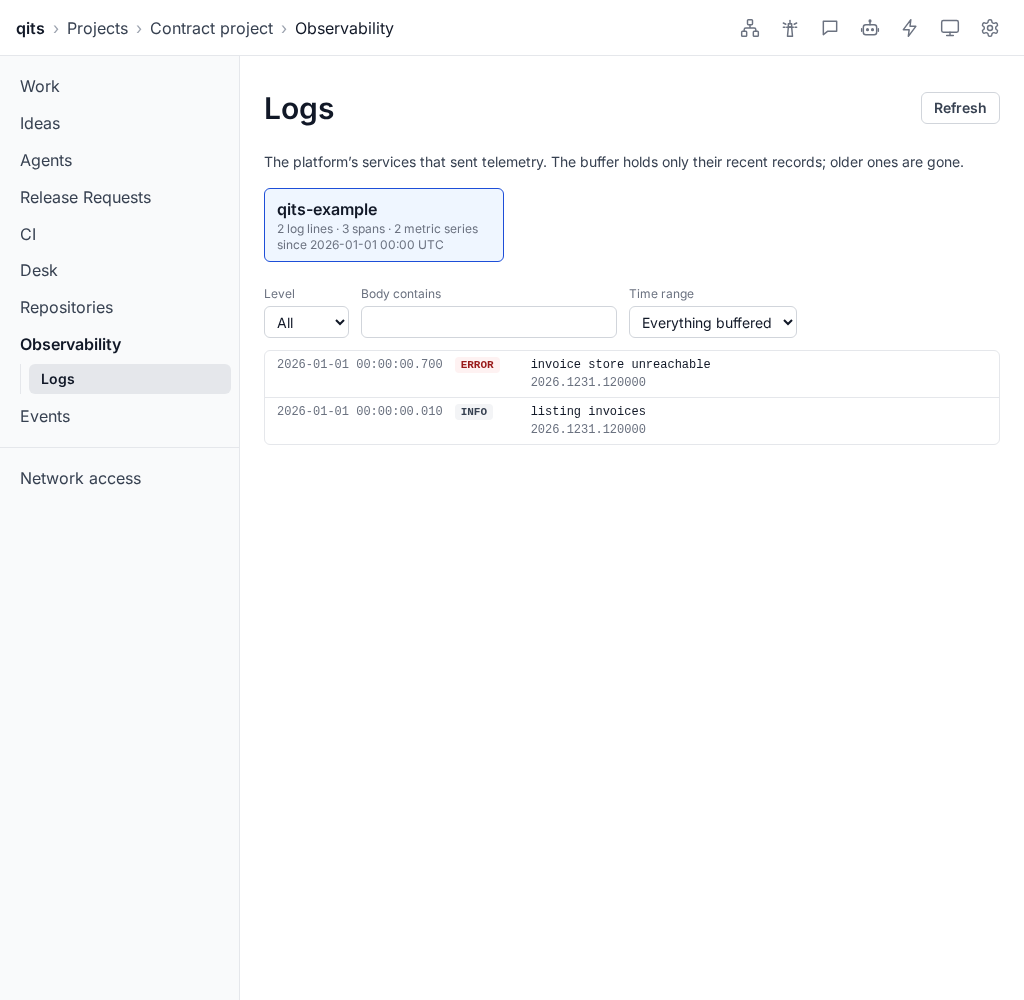 qits › Projects › Contract project › Observability
Work
Ideas
Agents
Release Requests
CI
Desk
Repositories
Observability
Logs
Events
Network access
Logs
Refresh
The platform’s services that sent telemetry. The buffer holds only their recent records; older ones are gone.
qits-example
2 log lines · 3 spans · 2 metric series
since 2026-01-01 00:00 UTC
Level Body contains Time range
All Everything buffered
2026-01-01 00:00:00.700 ERROR invoice store unreachable
2026.1231.120000
2026-01-01 00:00:00.010 INFO listing invoices
2026.1231.120000